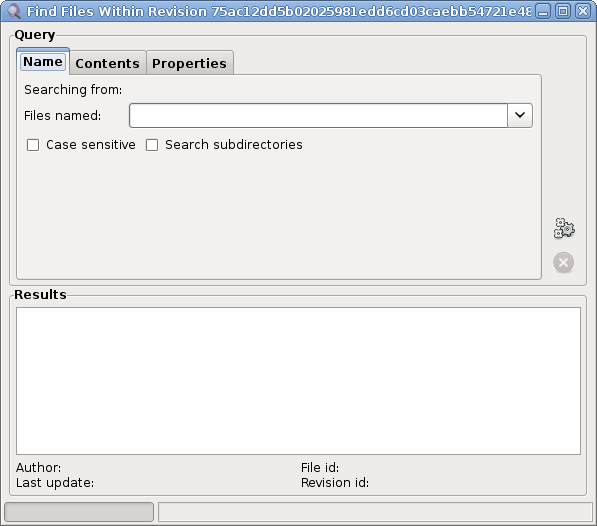 Find Files Within Revision 75ac12dd5b02025981edd6cd03caebb54721e48
Query
Name Contents Properties
Searching from:
Files named:
Case sensitive Search subdirectories
Results
Author: File id:
Last update: Revision id: